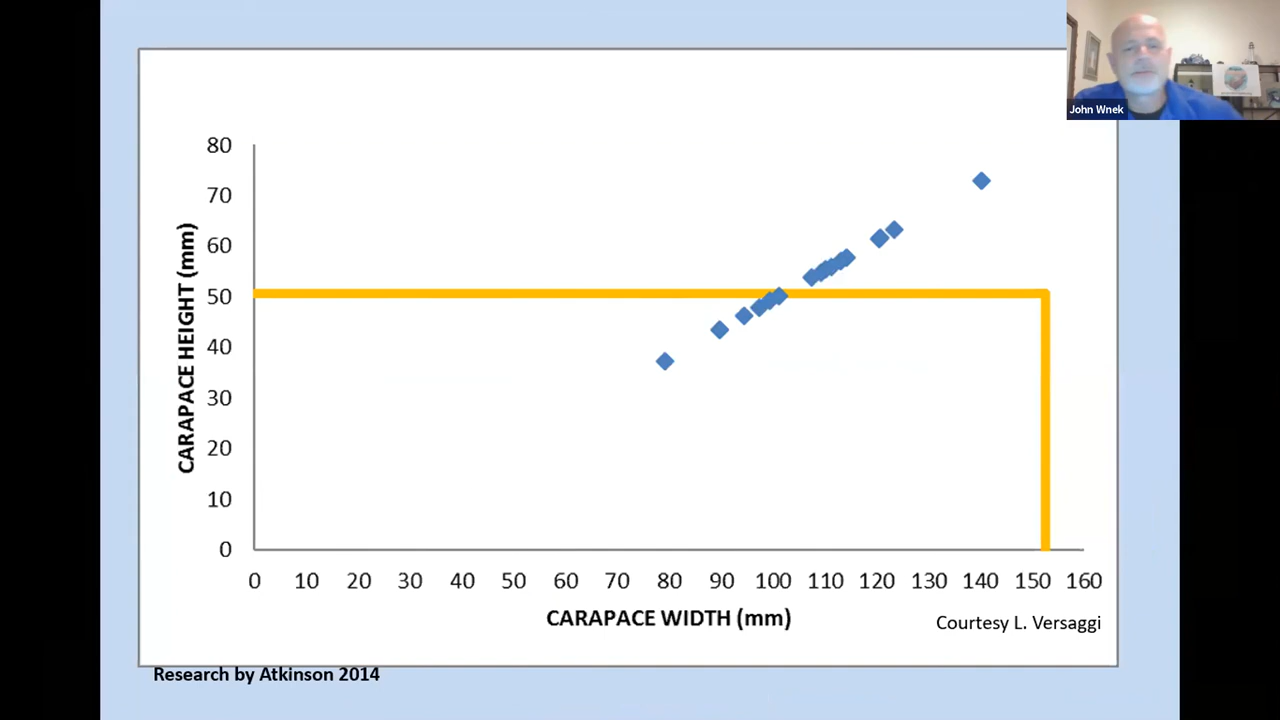 John Wnek
80
70
60
50
40
30
20
10
0
CARAPACE HEIGHT (mm)
0 10 20 30 40 50 60 70 80 90 100 110 120 130 140 150 160
CARAPACE WIDTH (mm)
Courtesy L. Versaggi
Research by Atkinson 2014